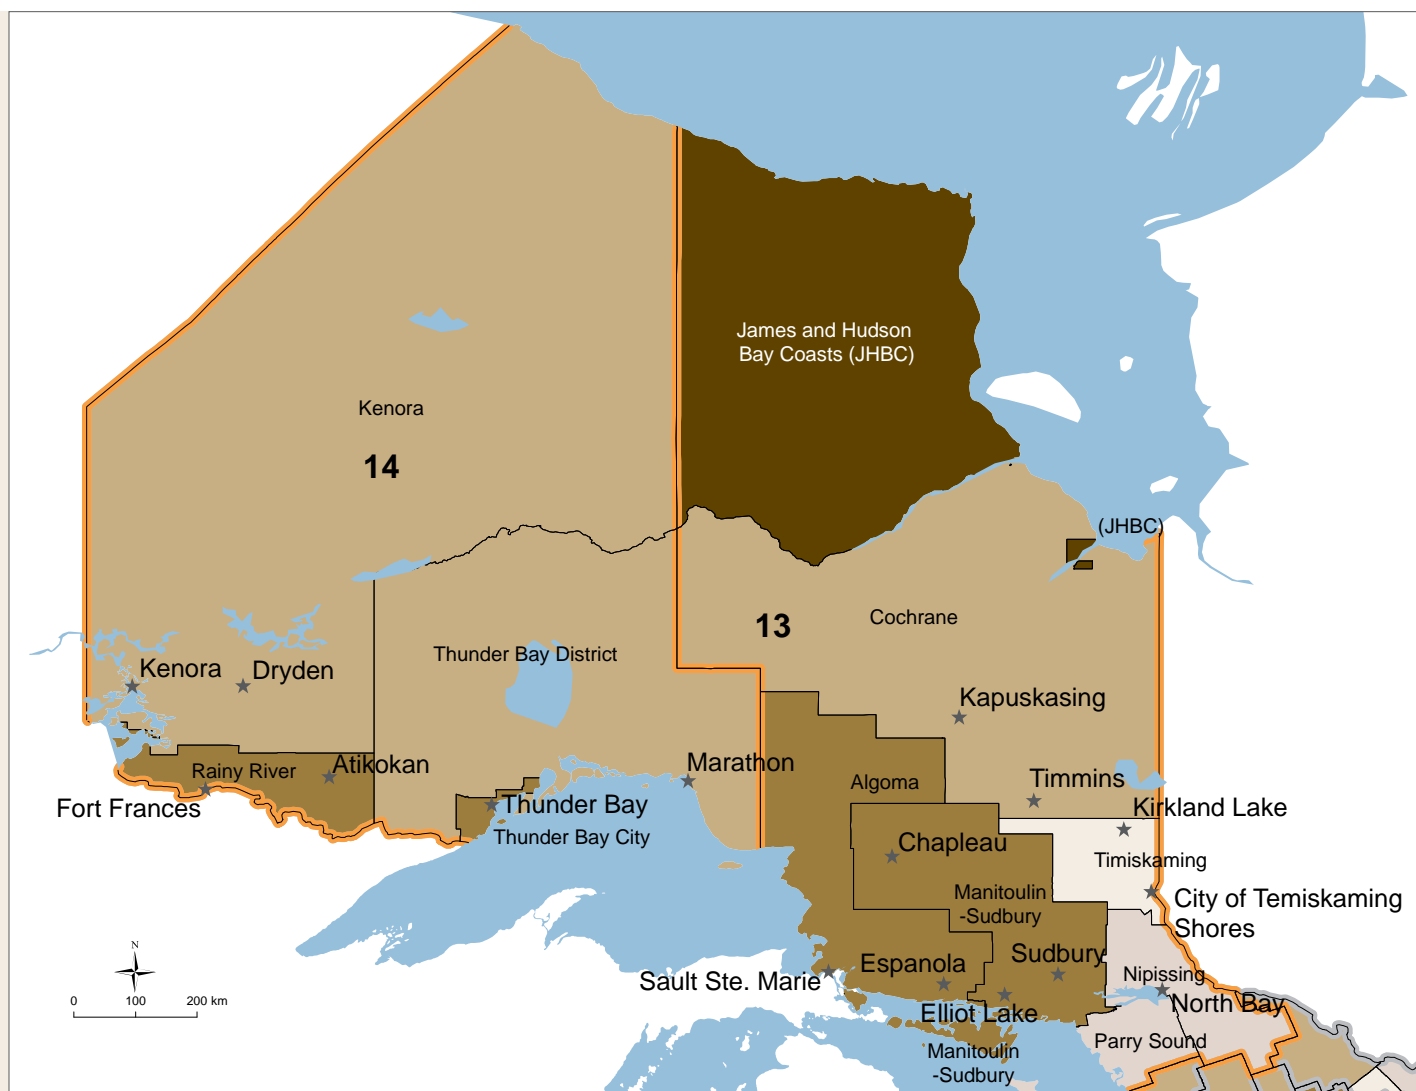 James and Hudson
Bay Coasts (JHBC)
Kenora
14
(JHBC)
Cochrane
13
Thunder Bay District
Kenora
Dryden
Kapuskasing
Marathon
Atikokan
Rainy River
Algoma
Timmins
Fort Frances
Thunder Bay
Kirkland Lake
Thunder Bay City
Chapleau
Timiskaming
Manitoulin
-Sudbury
City of Temiskaming
Shores
N
Sudbury
Espanola
Nipissing
Sault Ste. Marie
0 100 200 km
North Bay
Elliot Lake
Parry Sound
Manitoulin
-Sudbury